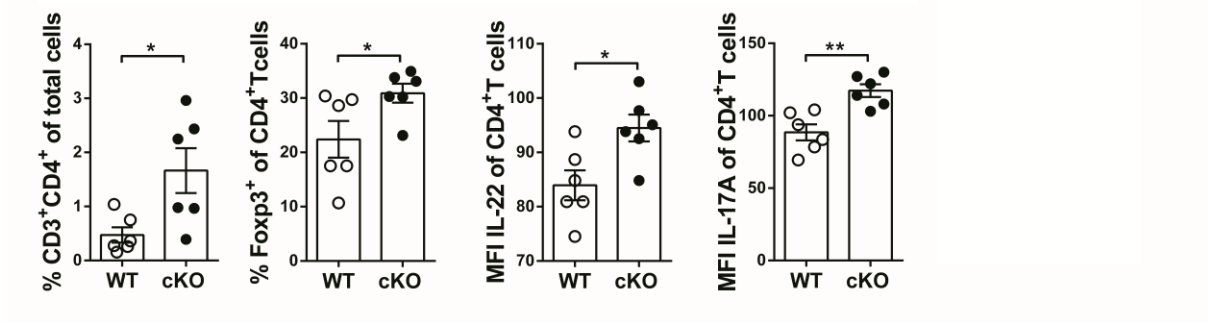 % CD3⁺CD4⁺ of total cells
4
3
2
1
0
*
WT cKO
% Foxp3⁺ of CD4⁺Tcells
40
30
20
10
0
*
WT cKO
MFI IL-22 of CD4⁺T cells
110
100
90
80
70
*
WT cKO
MFI IL-17A of CD4⁺T cells
150
100
50
0
**
WT cKO